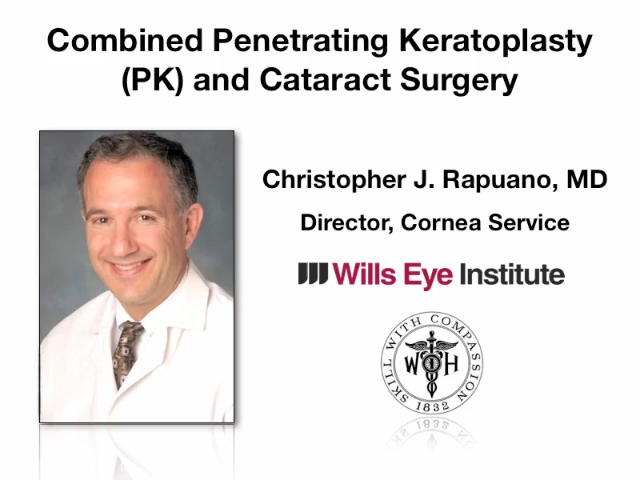 Combined Penetrating Keratoplasty
(PK) and Cataract Surgery
Christopher J. Rapuano, MD
Director, Cornea Service
Wills Eye Institute
SKILL WITH COMPASSION
W H
1832